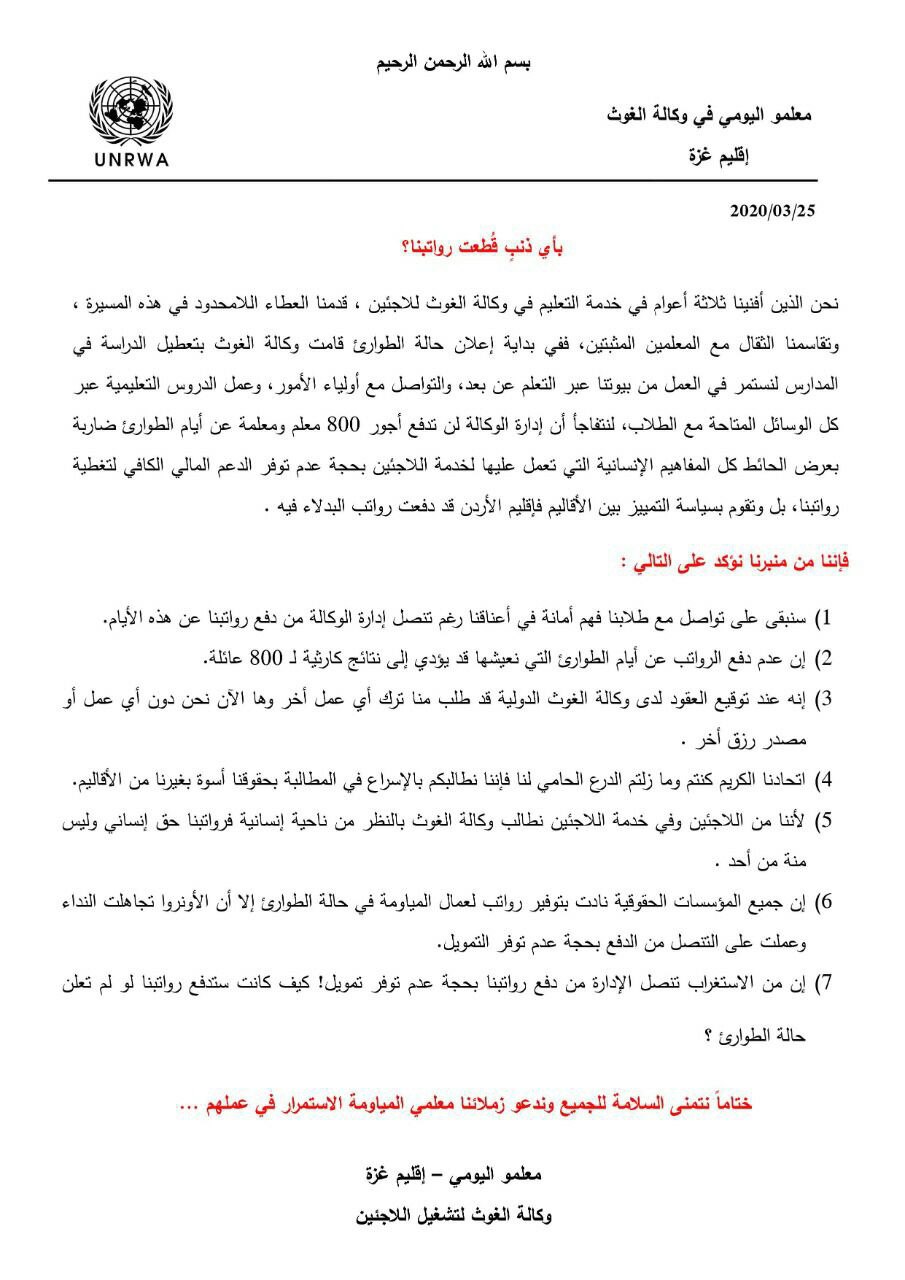 بسم الله الرحمن الرحيم
معلمو اليومي في وكالة الغوث
إقليم غزة
UNRWA
2020/03/25
بأي ذنبٍ قُطعت رواتبنا؟
نحن الذين أفنينا ثلاثة أعوام في خدمة التعليم في وكالة الغوث للاجئين ، قدمنا العطاء اللامحدود في هذه المسيرة ،
وتقاسمنا الثقال مع المعلمين المثبتين، ففي بداية إعلان حالة الطوارئ قامت وكالة الغوث بتعطيل الدراسة في
المدارس لنستمر في العمل من بيوتنا عبر التعلم عن بعد، والتواصل مع أولياء الأمور، وعمل الدروس التعليمية عبر
كل الوسائل المتاحة مع الطلاب، لنتفاجأ أن إدارة الوكالة لن تدفع أجور 800 معلم ومعلمة عن أيام الطوارئ ضاربة
بعرض الحائط كل المفاهيم الإنسانية التي تعمل عليها لخدمة اللاجئين بحجة عدم توفر الدعم المالي الكافي لتغطية
رواتبنا، بل وتقوم بسياسة التمييز بين الأقاليم فإقليم الأردن قد دفعت رواتب البدلاء فيه .
فإننا من منبرنا نؤكد على التالي :
1) سنبقى على تواصل مع طلابنا فهم أمانة في أعناقنا رغم تنصل إدارة الوكالة من دفع رواتبنا عن هذه الأيام.
2) إن عدم دفع الرواتب عن أيام الطوارئ التي نعيشها قد يؤدي إلى نتائج كارثية لـ 800 عائلة.
3) إنه عند توقيع العقود لدى وكالة الغوث الدولية قد طلب منا ترك أي عمل أخر وها الآن نحن دون أي عمل أو
مصدر رزق أخر .
4) اتحادنا الكريم كنتم وما زلتم الدرع الحامي لنا فإننا نطالبكم بالإسراع في المطالبة بحقوقنا أسوة بغيرنا من الأقاليم.
5) لأننا من اللاجئين وفي خدمة اللاجئين نطالب وكالة الغوث بالنظر من ناحية إنسانية فرواتبنا حق إنساني وليس
منة من أحد .
6) إن جميع المؤسسات الحقوقية نادت بتوفير رواتب لعمال المياومة في حالة الطوارئ إلا أن الأونروا تجاهلت النداء
وعملت على التنصل من الدفع بحجة عدم توفر التمويل.
7) إن من الاستغراب تنصل الإدارة من دفع رواتبنا بحجة عدم توفر تمويل! كيف كانت ستدفع رواتبنا لو لم تعلن
حالة الطوارئ ؟
ختاماً نتمنى السلامة للجميع وندعو زملائنا معلمي المياومة الاستمرار في عملهم ...
معلمو اليومي – إقليم غزة
وكالة الغوث لتشغيل اللاجئين